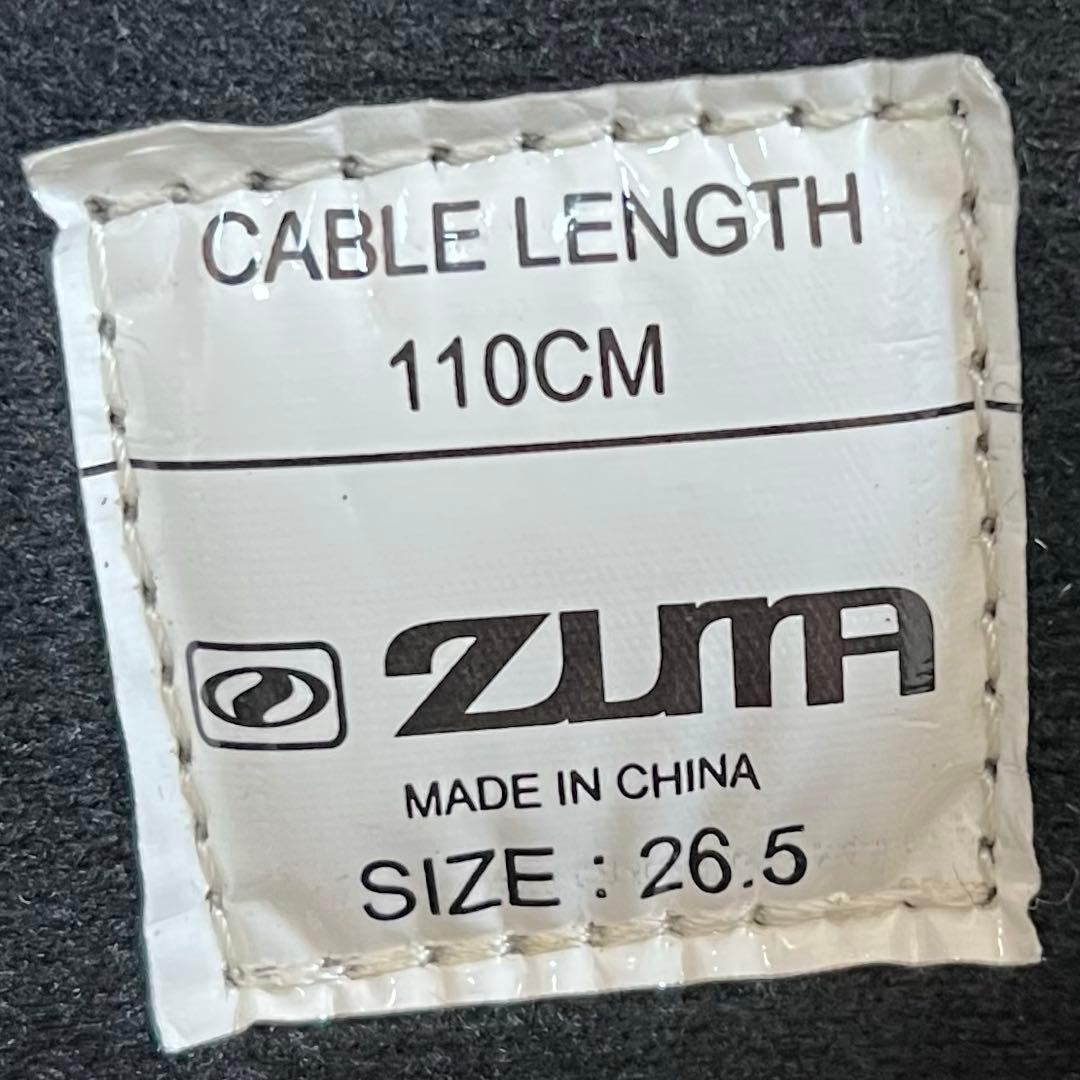 CABLE LENGTH
110CM
ZUMA
MADE IN CHINA
SIZE : 26.5